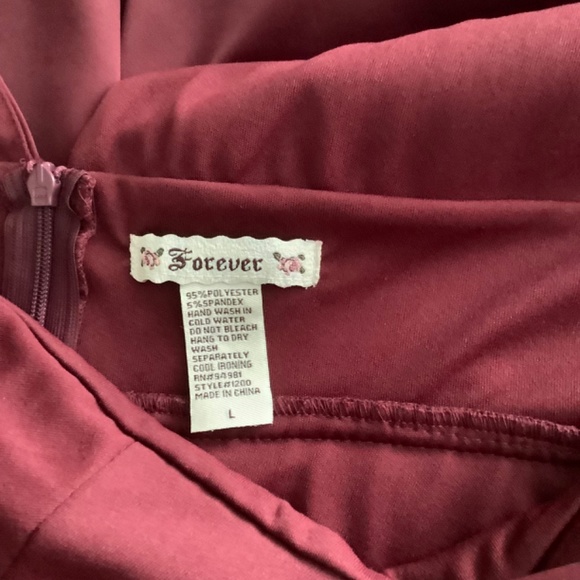 Forever
95%POLYESTER
5%SPANDEX
HAND WASH IN
COLD WATER
DO NOT BLEACH
HANG TO DRY
WASH
SEPARATELY
COOL IRONING
RN#94981
STYLE#1200
MADE IN CHINA
L